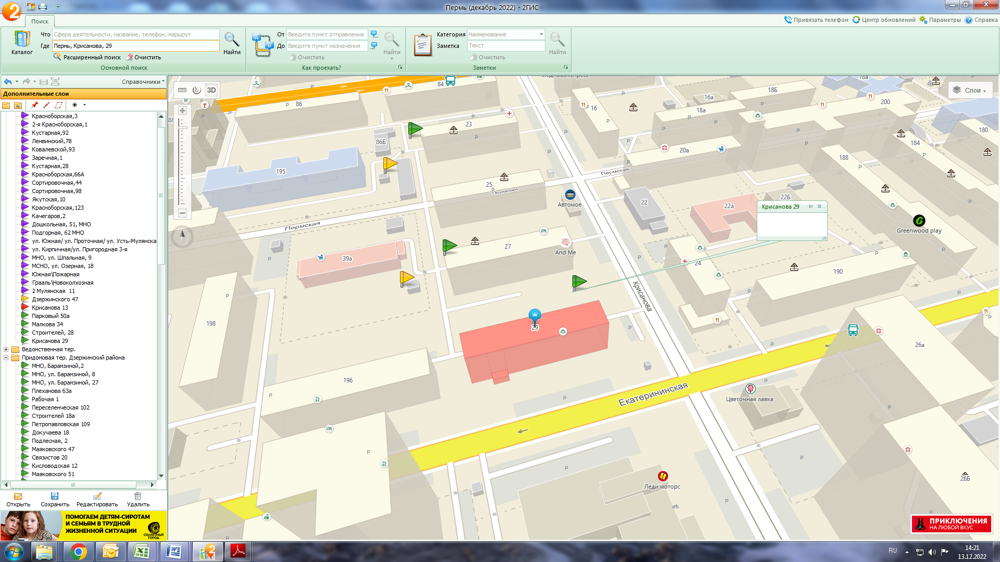 Пермь (декабрь 2022) - 2ГИС
Поиск
Привязать телефон
Центр обновлений
Параметры
Справка
Каталог
Что
Сфера деятельности, название, телефон, маршрут
Где
Пермь, Крисанова, 29
Расширенный поиск
Очистить
Найти
Основной поиск
От
Введите пункт отправления
До
Введите пункт назначения
Очистить
Найти
Как проехать?
Категория
Наименование
Заметка
Текст
Очистить
Найти
Заметки
Справочники
Дополнительные слои
Красноборская,3
2-я Красноборская,1
Кустарная,92
Ленвинский,78
Ковалевской,93
Заречная,1
Кустарная,28
Красноборская,66А
Сортировочная,44
Сортировочная,98
Якутская,10
Красноборская,123
Качегаров,2
Дошкольная, 51, МНО
Подгорная, 62 МНО
ул. Южная/ ул. Проточная/ ул. Усть-Мулянска
ул. Кирпичная/ул. Пригородная 3-я
МНО, ул. Шпальная, 9
МСНО, ул. Озерная, 18
Южная\Пожарная
Грааль\Новоколхозная
2 Мулянская 11
Дзержинского 47
Крисанова 13
Парковый 50а
Малкова 34
Строителей, 28
Крисанова 29
Ведомственная тер.
Придомовая тер. Дзержинский района
МНО, Барамзиной,2
МНО, ул. Барамзиной, 8
МНО, ул. Барамзиной, 27
Плеханова 63а
Рабочая 1
Переселенческая 102
Строителей 18а
Петропавловская 109
Докучаева 18
Подлесная, 2
Маяковского 47
Связистов 20
Кисловодская 12
Маяковского 51
Открыть
Сохранить
Редактировать
Удалить
ПОМОГАЕМ ДЕТЯМ-СИРОТАМ
И СЕМЬЯМ В ТРУДНОЙ
ЖИЗНЕННОЙ СИТУАЦИИ
СОЛНЕЧНЫЙ
ГОРОД
3D
Слои
84
78а
86
16
16а
18Б
18а
200
23
180
86Б
184
20а
188
195
Пермская
25
Пермская
Автомое
22
22а
22Б
Крисанова 29
Greenwood play
Пермская
27
And Me
39а
24
190
Крисанова
198
29
26а
196
Екатерининская
Цветочная лавка
26Б
Леди моторс
ПРИКЛЮЧЕНИЯ
НА ЛЮБОЙ ВКУС
RU
14:21
13.12.2022